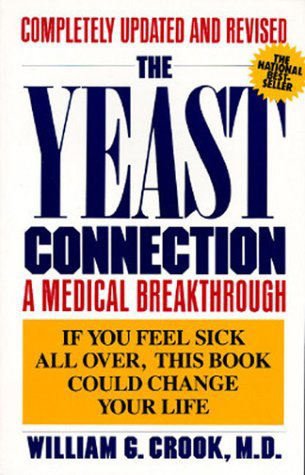 COMPLETELY UPDATED AND REVISED
THE
THE
NATIONAL
BEST-
SELLER
YEAST
CONNECTION
A MEDICAL BREAKTHROUGH
IF YOU FEEL SICK
ALL OVER, THIS BOOK
COULD CHANGE
YOUR LIFE
WILLIAM G. CROOK, M.D.